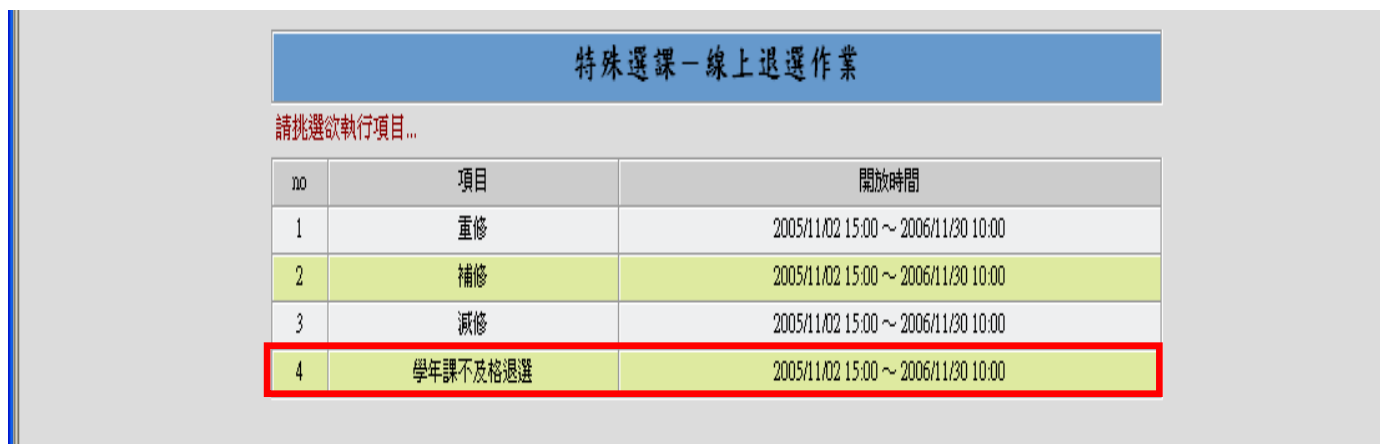 特殊選課－線上退選作業
請挑選欲執行項目...
no 項目 開放時間
1 重修 2005/11/02 15:00 ～ 2006/11/30 10:00
2 補修 2005/11/02 15:00 ～ 2006/11/30 10:00
3 減修 2005/11/02 15:00 ～ 2006/11/30 10:00
4 學年課不及格退選 2005/11/02 15:00 ～ 2006/11/30 10:00